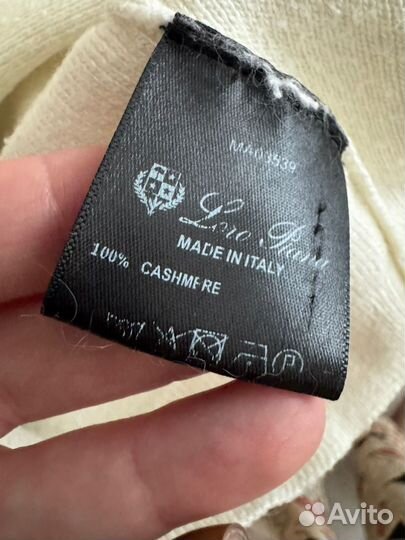 MA03539
Loro Piana
MADE IN ITALY
100% CASHMERE
P
Avito